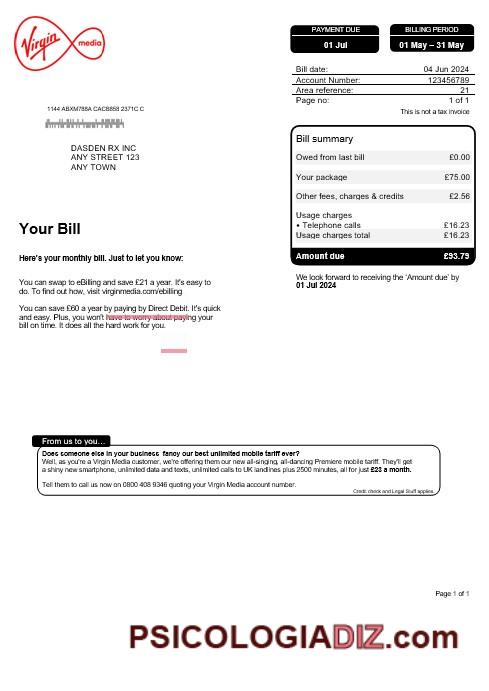 Virgin media
PAYMENT DUE
01 Jul
BILLING PERIOD
01 May – 31 May
Bill date: 04 Jun 2024
Account Number: 123456789
Area reference: 21
Page no: 1 of 1
This is not a tax invoice
1144 ABXM788A CACB858 2371C C
DASDEN RX INC
ANY STREET 123
ANY TOWN
Bill summary
Owed from last bill £0.00
Your package £75.00
Other fees, charges & credits £2.56
Usage charges
• Telephone calls £16.23
Usage charges total £16.23
Amount due £93.79
We look forward to receiving the ‘Amount due’ by
01 Jul 2024
Your Bill
Here's your monthly bill. Just to let you know:
You can swap to eBilling and save £21 a year. It's easy to
do. To find out how, visit virginmedia.com/ebilling
You can save £60 a year by paying by Direct Debit. It's quick
and easy. Plus, you won't have to worry about paying your
bill on time. It does all the hard work for you.
From us to you...
Does someone else in your business fancy our best unlimited mobile tariff ever?
Well, as you're a Virgin Media customer, we're offering them our new all-singing, all-dancing Premiere mobile tariff. They'll get
a shiny new smartphone, unlimited data and texts, unlimited calls to UK landlines plus 2500 minutes, all for just £23 a month.
Tell them to call us now on 0800 408 9346 quoting your Virgin Media account number.
Credit check and Legal Stuff applies.
Page 1 of 1
PSICOLOGIADIZ.com